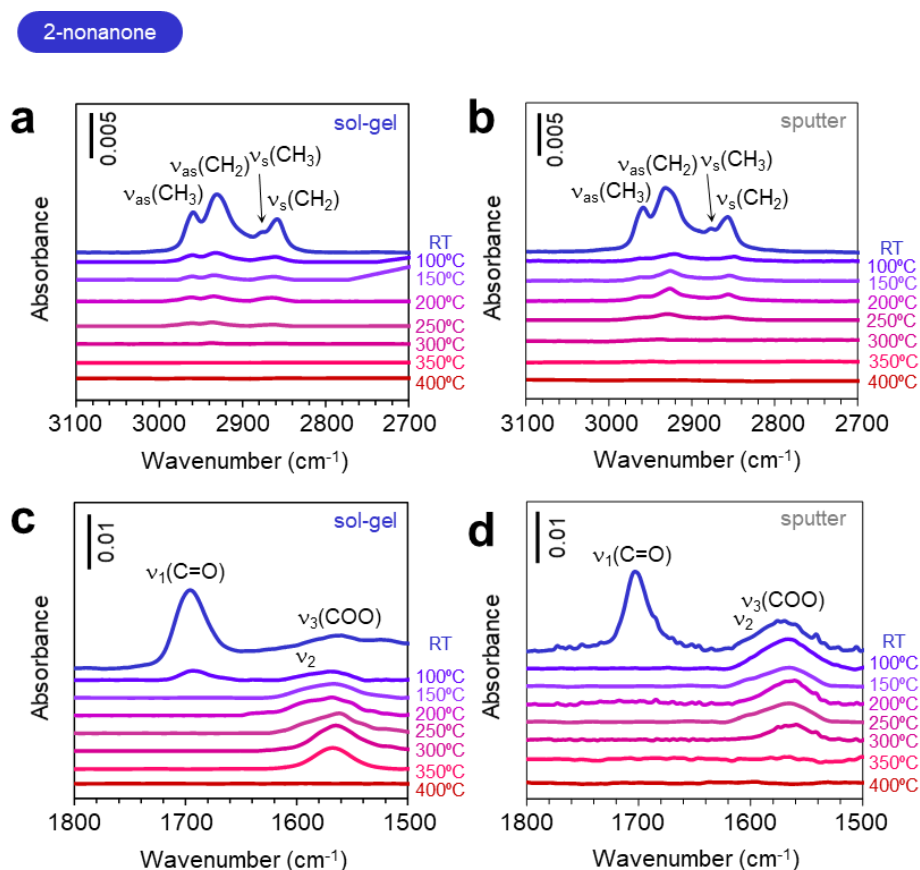 2-nonanone
a
0.005
sol-gel
νas(CH3)
νas(CH2)
νs(CH3)
νs(CH2)
RT
100ºC
150ºC
200ºC
250ºC
300ºC
350ºC
400ºC
Absorbance
3100 3000 2900 2800 2700
Wavenumber (cm-1)
b
0.005
sputter
νas(CH3)
νas(CH2)
νs(CH3)
νs(CH2)
RT
100ºC
150ºC
200ºC
250ºC
300ºC
350ºC
400ºC
Absorbance
3100 3000 2900 2800 2700
Wavenumber (cm-1)
c
0.01
sol-gel
ν1(C=O)
ν3(COO)
ν2
RT
100ºC
150ºC
200ºC
250ºC
300ºC
350ºC
400ºC
Absorbance
1800 1700 1600 1500
Wavenumber (cm-1)
d
0.01
sputter
ν1(C=O)
ν3(COO)
ν2
RT
100ºC
150ºC
200ºC
250ºC
300ºC
350ºC
400ºC
Absorbance
1800 1700 1600 1500
Wavenumber (cm-1)